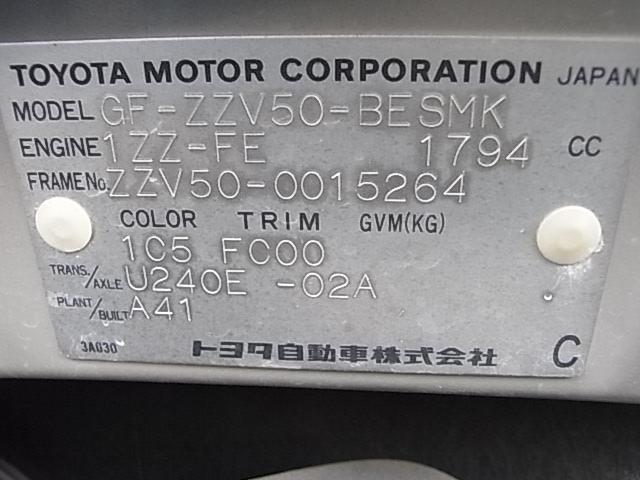 TOYOTA MOTOR CORPORATION JAPAN
MODEL GF-ZZV50-BESMK
ENGINE 1ZZ-FE 1794 CC
FRAME No. ZZV50-0015264
COLOR TRIM GVM(KG)
1C5 FC00
TRANS./AXLE U240E -02A
PLANT/BUILT A41
3A030 トヨタ自動車株式会社 C